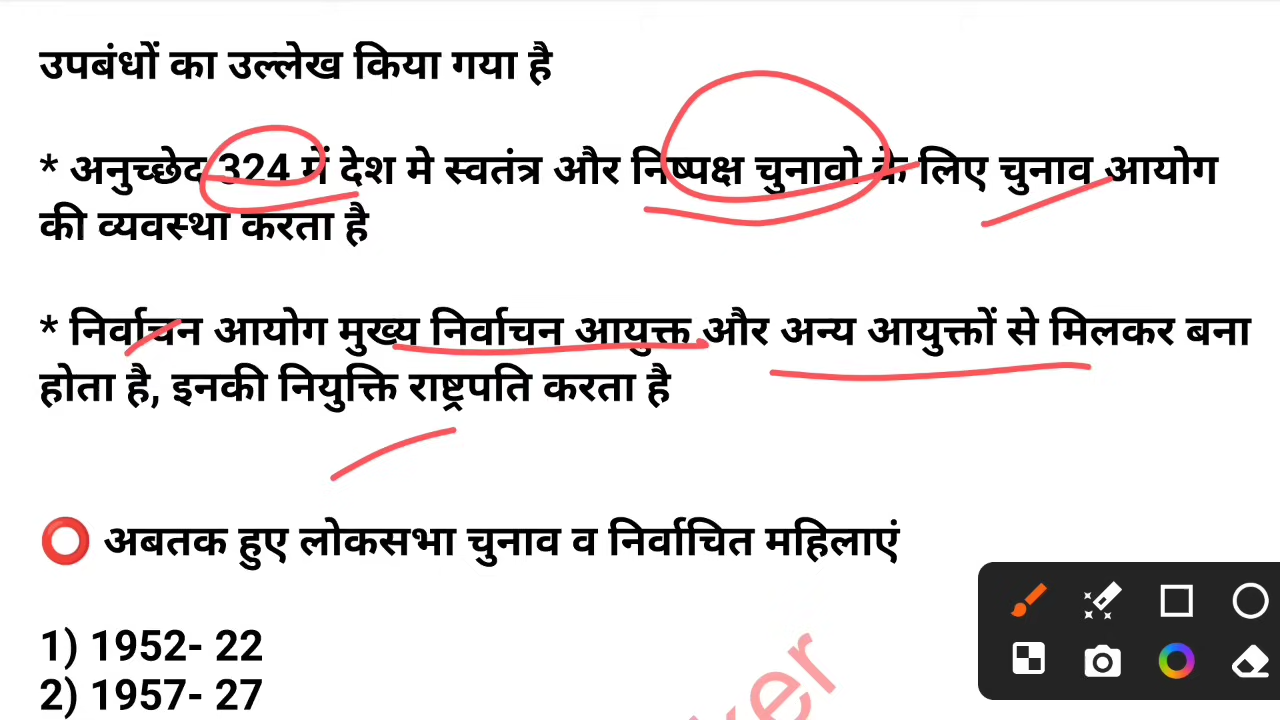 उपबंधों का उल्लेख किया गया है
* अनुच्छेद 324 में देश मे स्वतंत्र और निष्पक्ष चुनावो के लिए चुनाव आयोग
की व्यवस्था करता है
* निर्वाचन आयोग मुख्य निर्वाचन आयुक्त और अन्य आयुक्तों से मिलकर बना
होता है, इनकी नियुक्ति राष्ट्रपति करता है
⭕ अबतक हुए लोकसभा चुनाव व निर्वाचित महिलाएं
1) 1952- 22
2) 1957- 27
ker